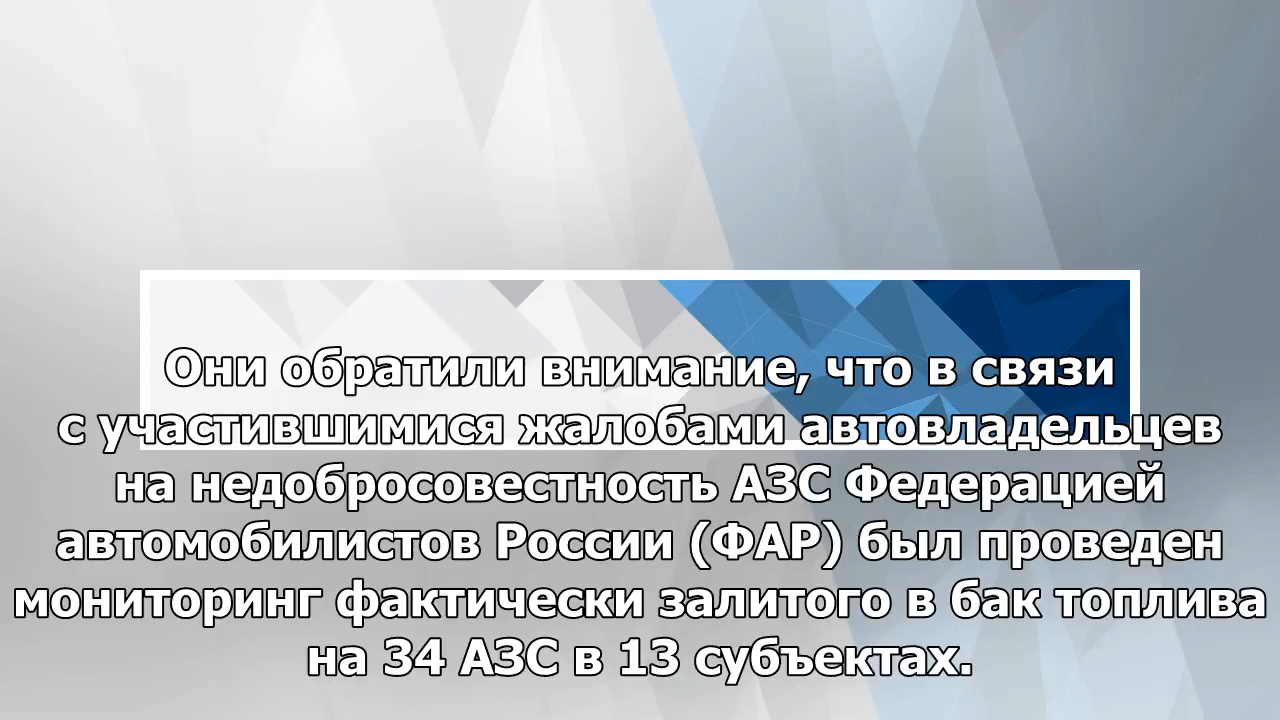 Они обратили внимание, что в связи
с участившимися жалобами автовладельцев
на недобросовестность АЗС Федерацией
автомобилистов России (ФАР) был проведен
мониторинг фактически залитого в бак топлива
на 34 АЗС в 13 субъектах.